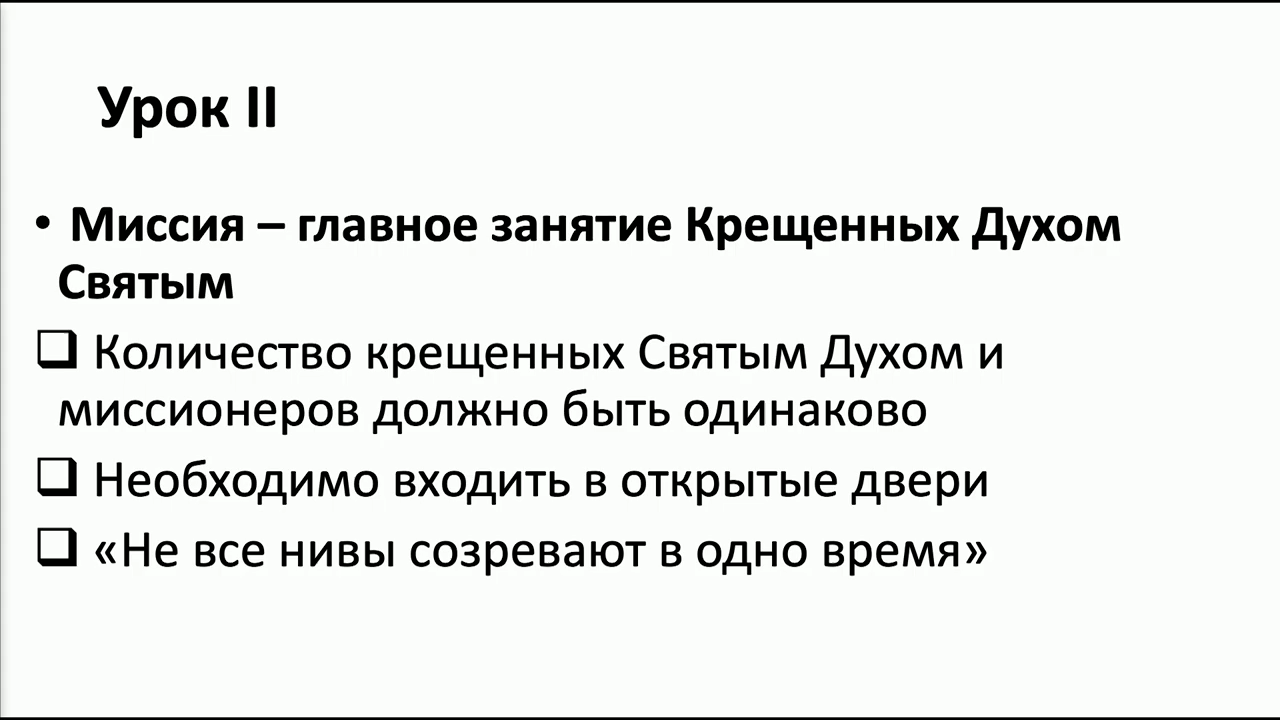 Урок II
• Миссия – главное занятие Крещенных Духом
Святым
❑ Количество крещенных Святым Духом и
миссионеров должно быть одинаково
❑ Необходимо входить в открытые двери
❑ «Не все нивы созревают в одно время»